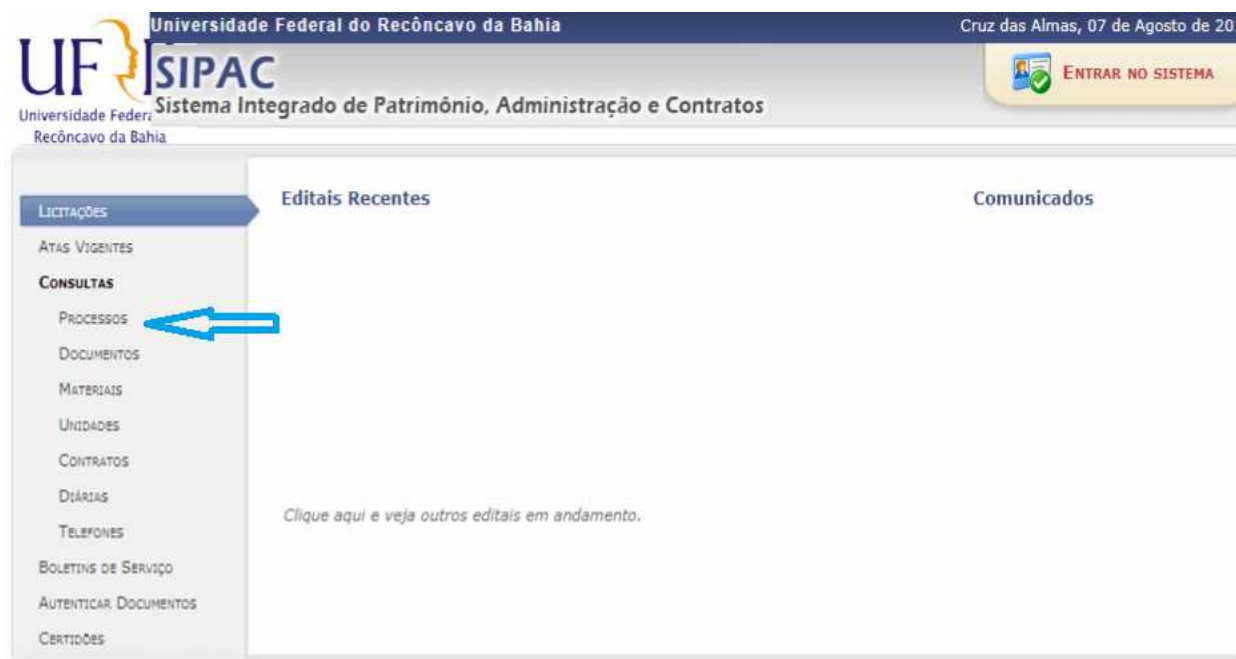 Universidade Federal do Recôncavo da Bahia
Cruz das Almas, 07 de Agosto de 20
SIPAC
Sistema Integrado de Patrimônio, Administração e Contratos
ENTRAR NO SISTEMA
Universidade
Recôncavo da Bahia
LICITAÇÕES
ATAS VIGENTES
CONSULTAS
PROCESSOS
DOCUMENTOS
MATERIAIS
UNIDADES
CONTRATOS
DIÁRIAS
TELEFONES
BOLETINS DE SERVIÇO
AUTENTICAR DOCUMENTOS
CERTIDÕES
Editais Recentes
Clique aqui e veja outros editais em andamento.
Comunicados